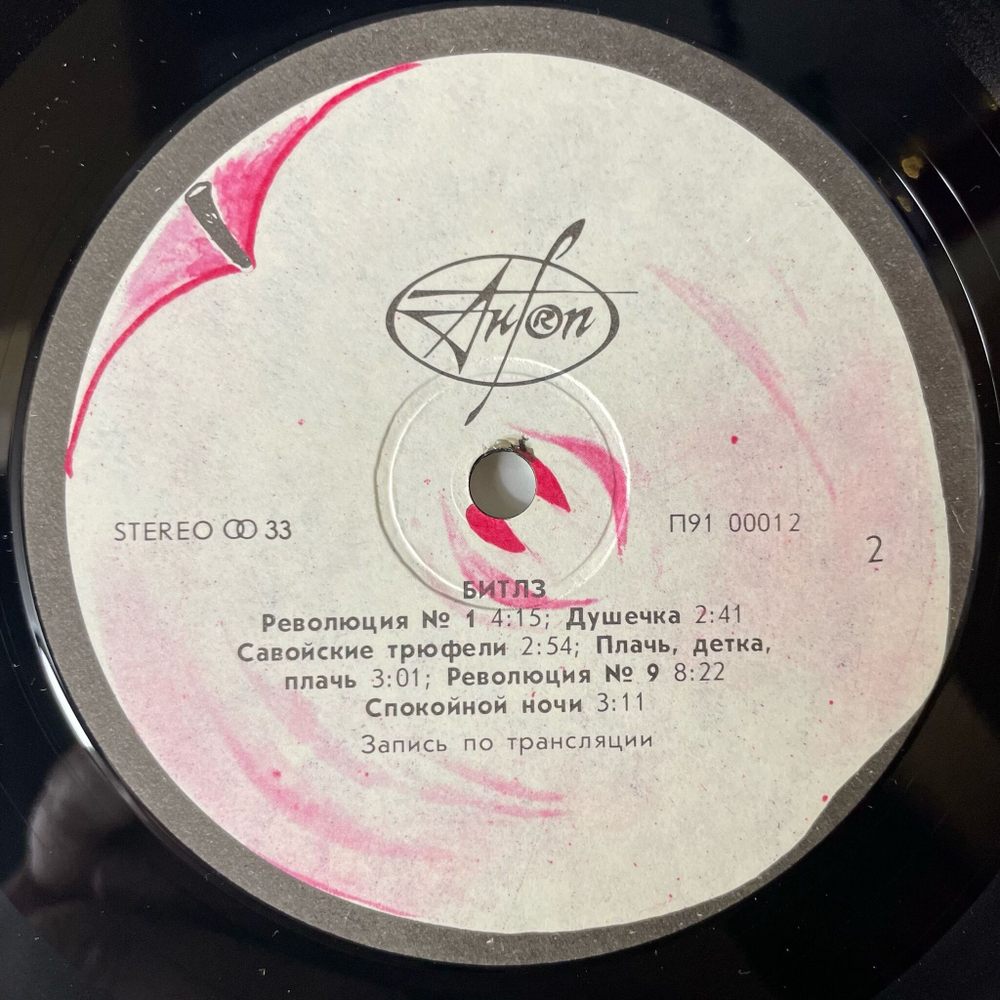 АнТроп
®
STEREO 33
П91 00012
2
БИТЛЗ
Революция № 1 4:15; Душечка 2:41
Савойские трюфели 2:54; Плачь, детка,
плачь 3:01; Революция № 9 8:22
Спокойной ночи 3:11
Запись по трансляции